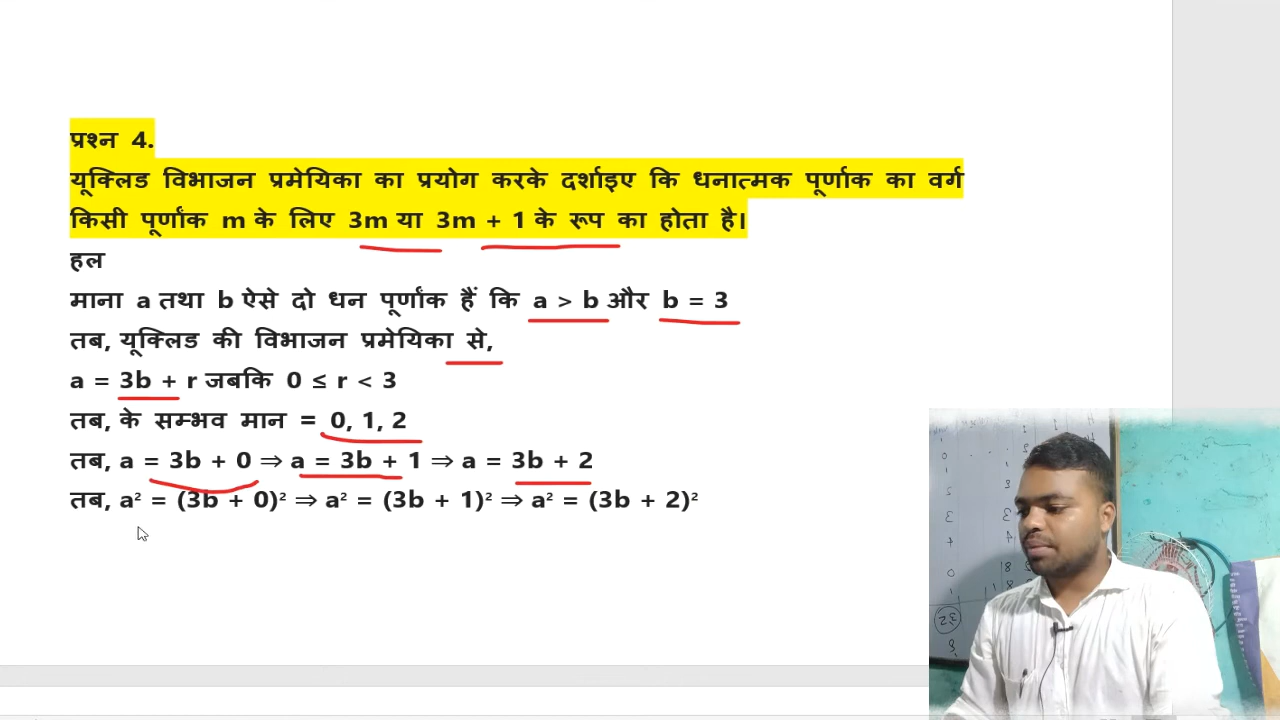 प्रश्न 4.
यूक्लिड विभाजन प्रमेयिका का प्रयोग करके दर्शाइए कि धनात्मक पूर्णाक का वर्ग
किसी पूर्णांक m के लिए 3m या 3m + 1 के रूप का होता है।
हल
माना a तथा b ऐसे दो धन पूर्णांक हैं कि a > b और b = 3
तब, यूक्लिड की विभाजन प्रमेयिका से,
a = 3b + r जबकि 0 ≤ r < 3
तब, के सम्भव मान = 0, 1, 2
तब, a = 3b + 0 ⇒ a = 3b + 1 ⇒ a = 3b + 2
तब, a² = (3b + 0)² ⇒ a² = (3b + 1)² ⇒ a² = (3b + 2)²